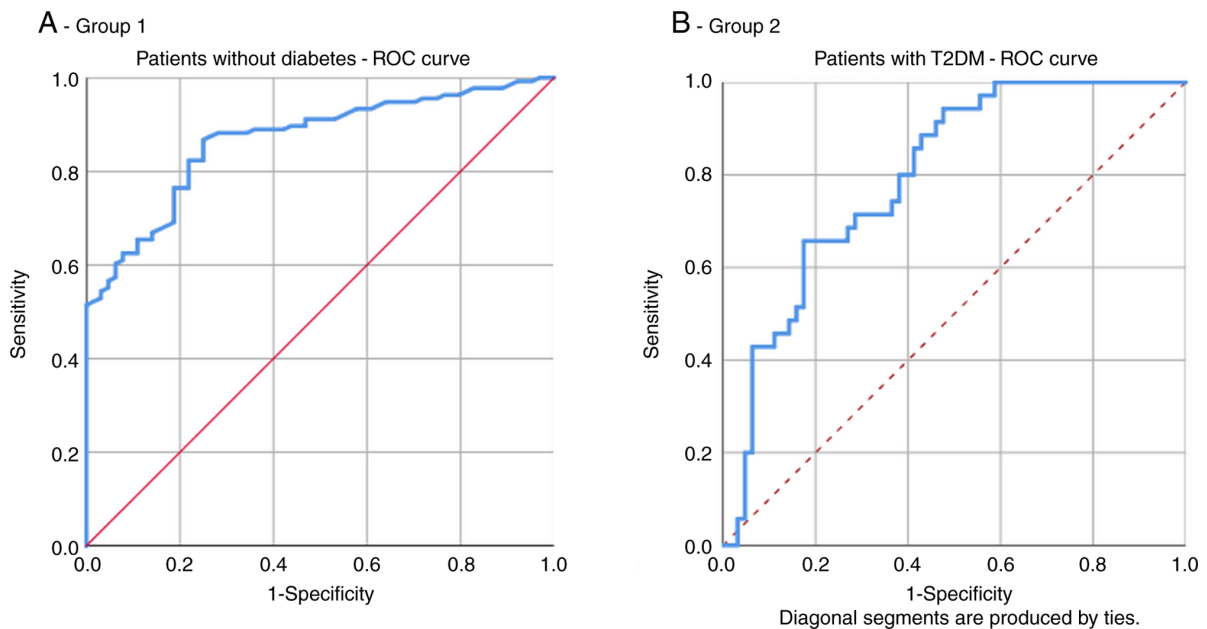 A - Group 1
Patients without diabetes - ROC curve
1.0
0.8
0.6
0.4
0.2
0.0
Sensitivity
0.0 0.2 0.4 0.6 0.8 1.0
1-Specificity
B - Group 2
Patients with T2DM - ROC curve
1.0
0.8
0.6
0.4
0.2
0.0
Sensitivity
0.0 0.2 0.4 0.6 0.8 1.0
1-Specificity
Diagonal segments are produced by ties.